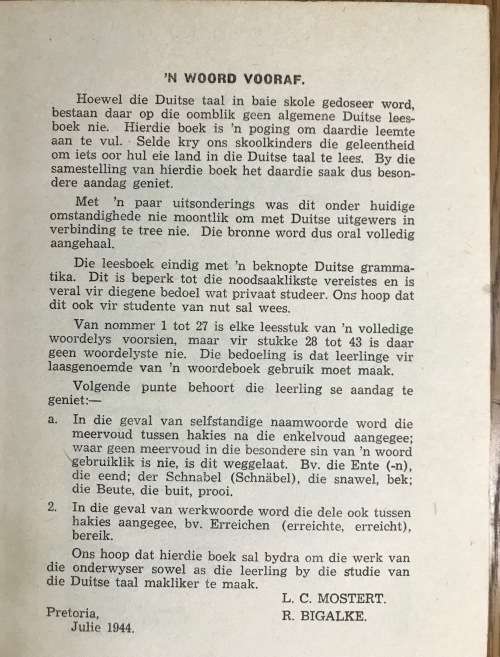 'N WOORD VOORAF.
Hoewel die Duitse taal in baie skole gedoseer word,
bestaan daar op die oomblik geen algemene Duitse lees-
boek nie. Hierdie boek is 'n poging om daardie leemte
aan te vul. Selde kry ons skoolkinders die geleentheid
om iets oor hul eie land in die Duitse taal te lees. By die
samestelling van hierdie boek het daardie saak dus beson-
dere aandag geniet.
Met 'n paar uitsonderings was dit onder huidige
omstandighede nie moontlik om met Duitse uitgewers in
verbinding te tree nie. Die bronne word dus oral volledig
aangehaal.
Die leesboek eindig met 'n beknopte Duitse gramma-
tika. Dit is beperk tot die noodsaaklikste vereistes en is
veral vir diegene bedoel wat privaat studeer. Ons hoop dat
dit ook vir studente van nut sal wees.
Van nommer 1 tot 27 is elke leesstuk van 'n volledige
woordelys voorsien, maar vir stukke 28 tot 43 is daar
geen woordelyste nie. Die bedoeling is dat leerlinge vir
laasgenoemde van 'n woordeboek gebruik moet maak.
Volgende punte behoort die leerling se aandag te
geniet:—
a. In die geval van selfstandige naamwoorde word die
meervoud tussen hakies na die enkelvoud aangegee;
waar geen meervoud in die besondere sin van 'n woord
gebruiklik is nie, is dit weggelaat. Bv. die Ente (-n),
die eend; der Schnabel (Schnäbel), die snawel, bek;
die Beute, die buit, prooi.
2. In die geval van werkwoorde word die dele ook tussen
hakies aangegee, bv. Erreichen (erreichte, erreicht),
bereik.
Ons hoop dat hierdie boek sal bydra om die werk van
die onderwyser sowel as die leerling by die studie van
die Duitse taal makliker te maak.
L. C. MOSTERT.
R. BIGALKE.
Pretoria,
Julie 1944.